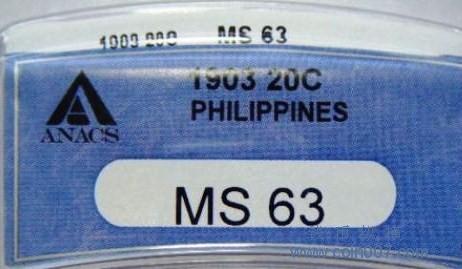 1903 20C MS 63
1903 20C
PHILIPPINES
ANACS
MS 63